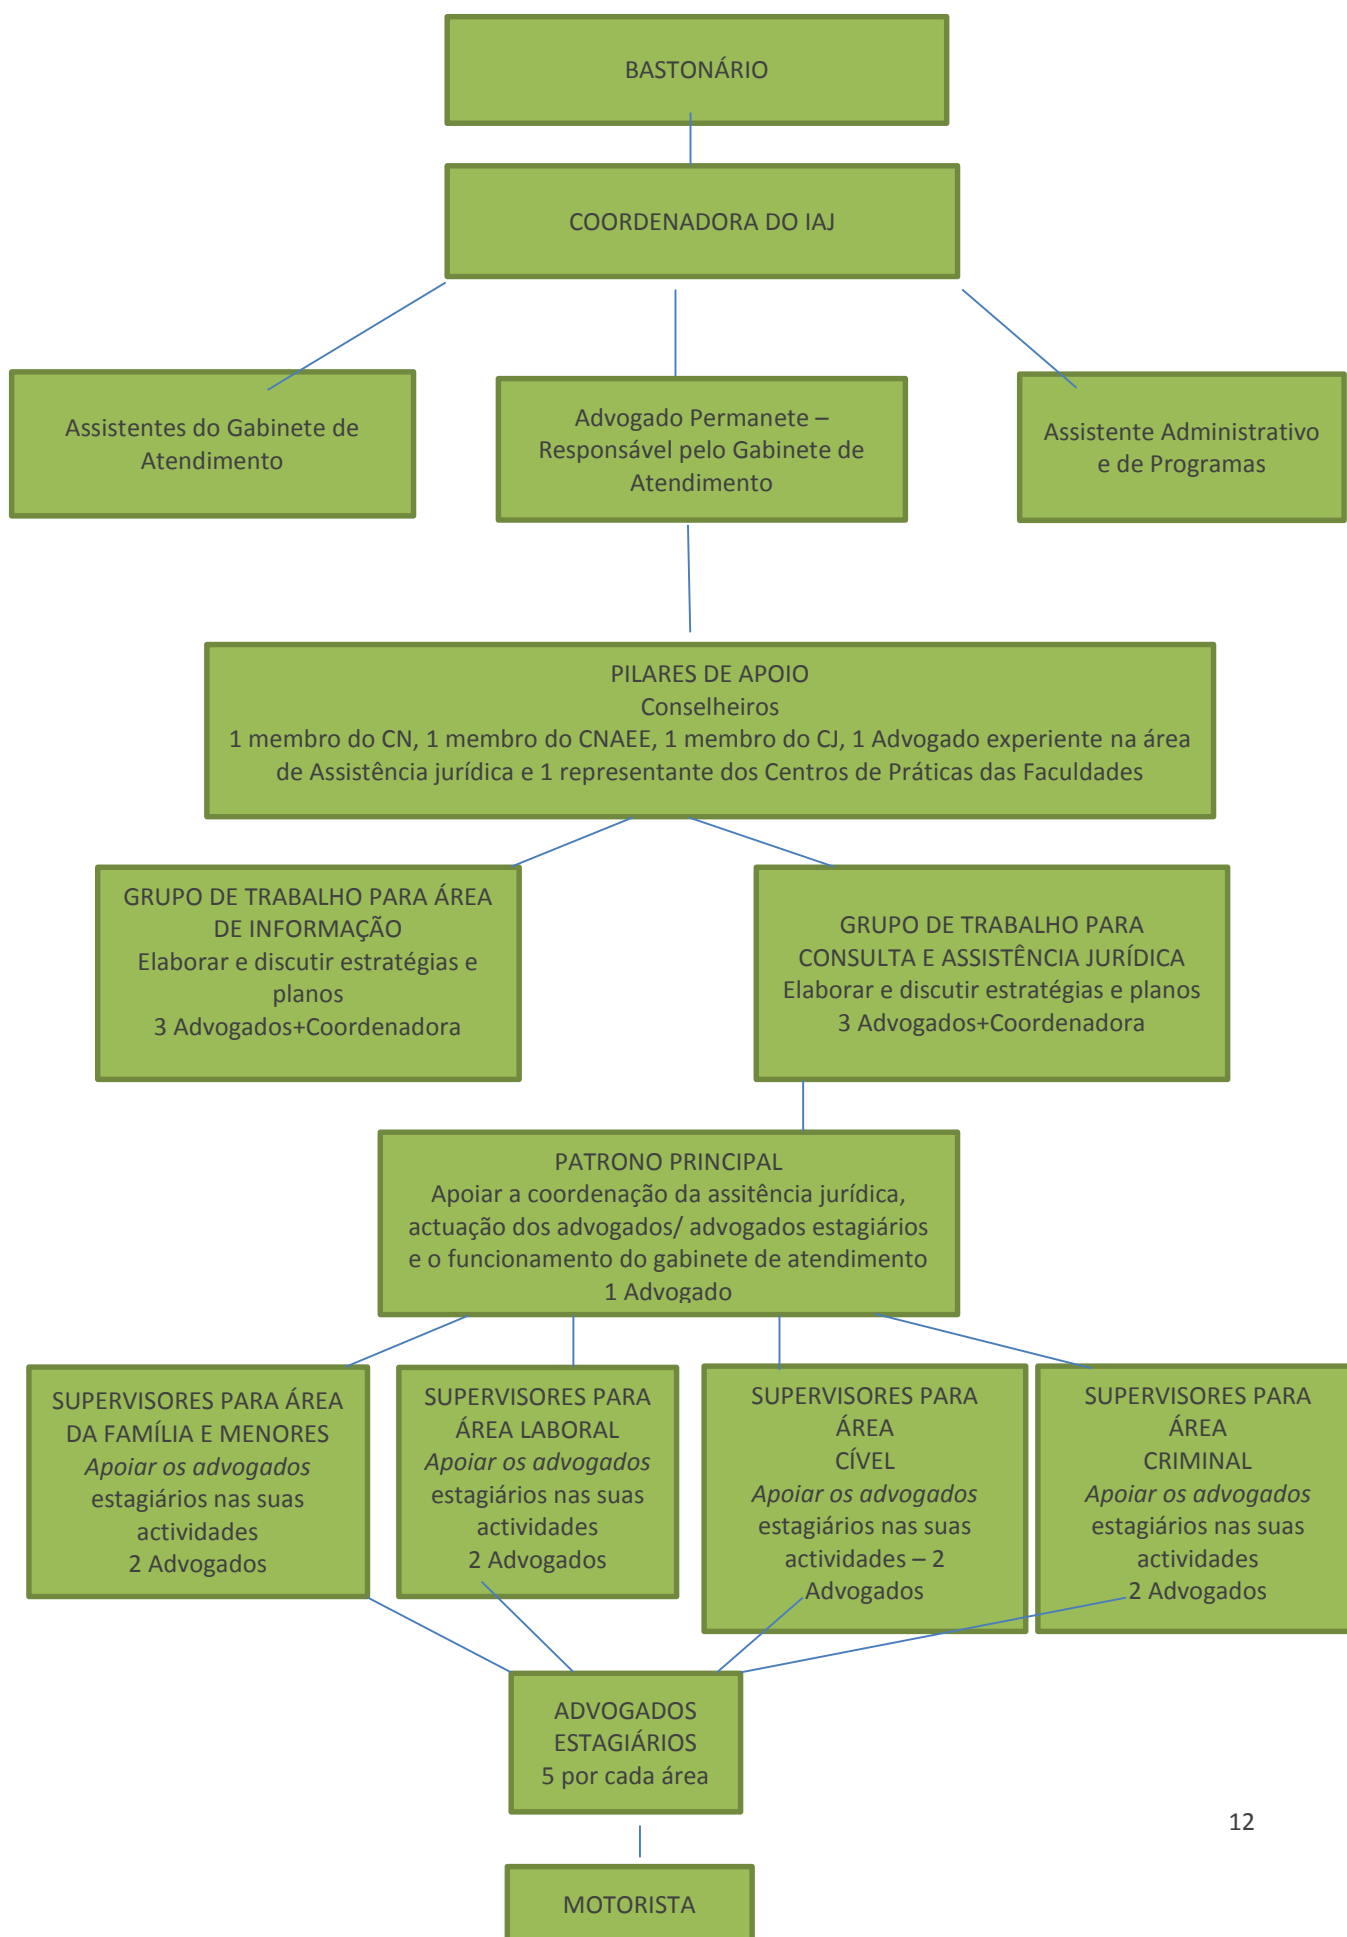 BASTONÁRIO
COORDENADORA DO IAJ
Assistentes do Gabinete de
Atendimento
Advogado Permanete –
Responsável pelo Gabinete de
Atendimento
Assistente Administrativo
e de Programas
PILARES DE APOIO
Conselheiros
1 membro do CN, 1 membro do CNAEE, 1 membro do CJ, 1 Advogado experiente na área
de Assistência jurídica e 1 representante dos Centros de Práticas das Faculdades
GRUPO DE TRABALHO PARA ÁREA
DE INFORMAÇÃO
Elaborar e discutir estratégias e
planos
3 Advogados+Coordenadora
GRUPO DE TRABALHO PARA
CONSULTA E ASSISTÊNCIA JURÍDICA
Elaborar e discutir estratégias e planos
3 Advogados+Coordenadora
PATRONO PRINCIPAL
Apoiar a coordenação da assitência jurídica,
actuação dos advogados/ advogados estagiários
e o funcionamento do gabinete de atendimento
1 Advogado
SUPERVISORES PARA ÁREA
DA FAMÍLIA E MENORES
Apoiar os advogados
estagiários nas suas
actividades
2 Advogados
SUPERVISORES PARA
ÁREA LABORAL
Apoiar os advogados
estagiários nas suas
actividades
2 Advogados
SUPERVISORES PARA
ÁREA
CÍVEL
Apoiar os advogados
estagiários nas suas
actividades – 2
Advogados
SUPERVISORES PARA
ÁREA
CRIMINAL
Apoiar os advogados
estagiários nas suas
actividades
2 Advogados
ADVOGADOS
ESTAGIÁRIOS
5 por cada área
12
MOTORISTA